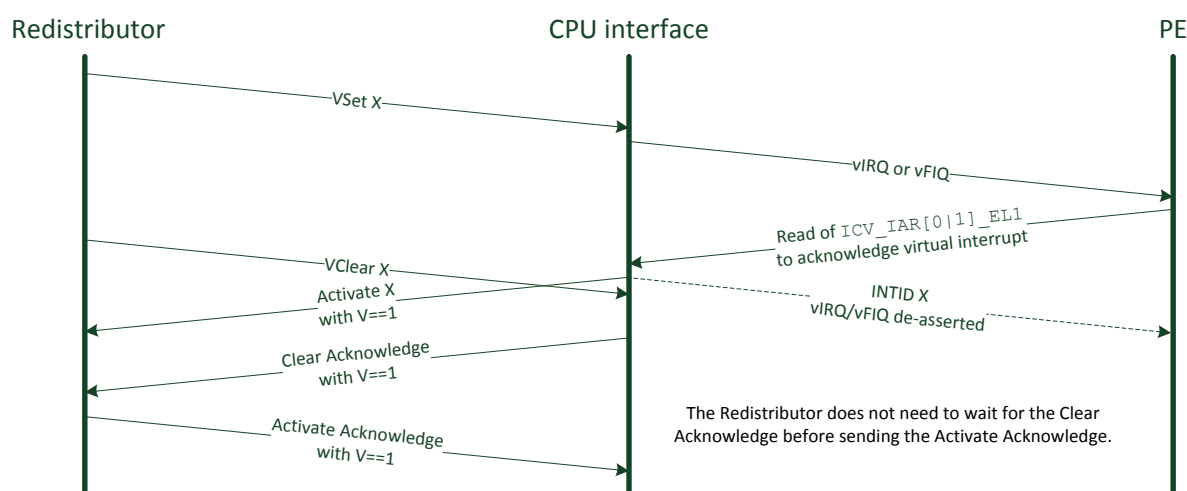 Redistributor
CPU interface
PE
VSet X
vIRQ or vFIQ
Read of ICV_IAR[0|1]_EL1
to acknowledge virtual interrupt
VClear X
Activate X
with V==1
INTID X
vIRQ/vFIQ de-asserted
Clear Acknowledge
with V==1
The Redistributor does not need to wait for the Clear
Acknowledge before sending the Activate Acknowledge.
Activate Acknowledge
with V==1